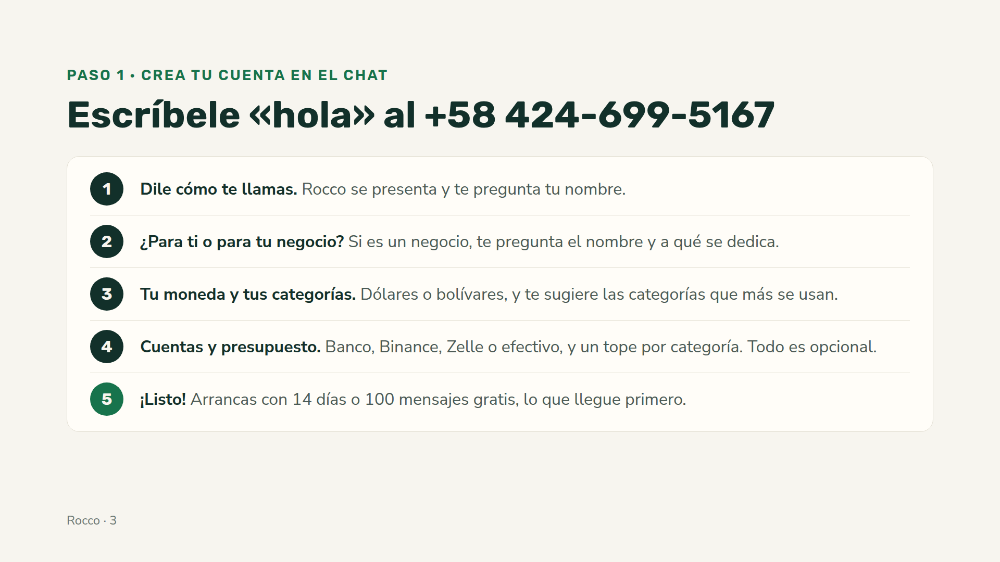 PASO 1 · CREA TU CUENTA EN EL CHAT
Escríbele «hola» al +58 424-699-5167
1 Dile cómo te llamas. Rocco se presenta y te pregunta tu nombre.
2 ¿Para ti o para tu negocio? Si es un negocio, te pregunta el nombre y a qué se dedica.
3 Tu moneda y tus categorías. Dólares o bolívares, y te sugiere las categorías que más se usan.
4 Cuentas y presupuesto. Banco, Binance, Zelle o efectivo, y un tope por categoría. Todo es opcional.
5 ¡Listo! Arrancas con 14 días o 100 mensajes gratis, lo que llegue primero.
Rocco · 3